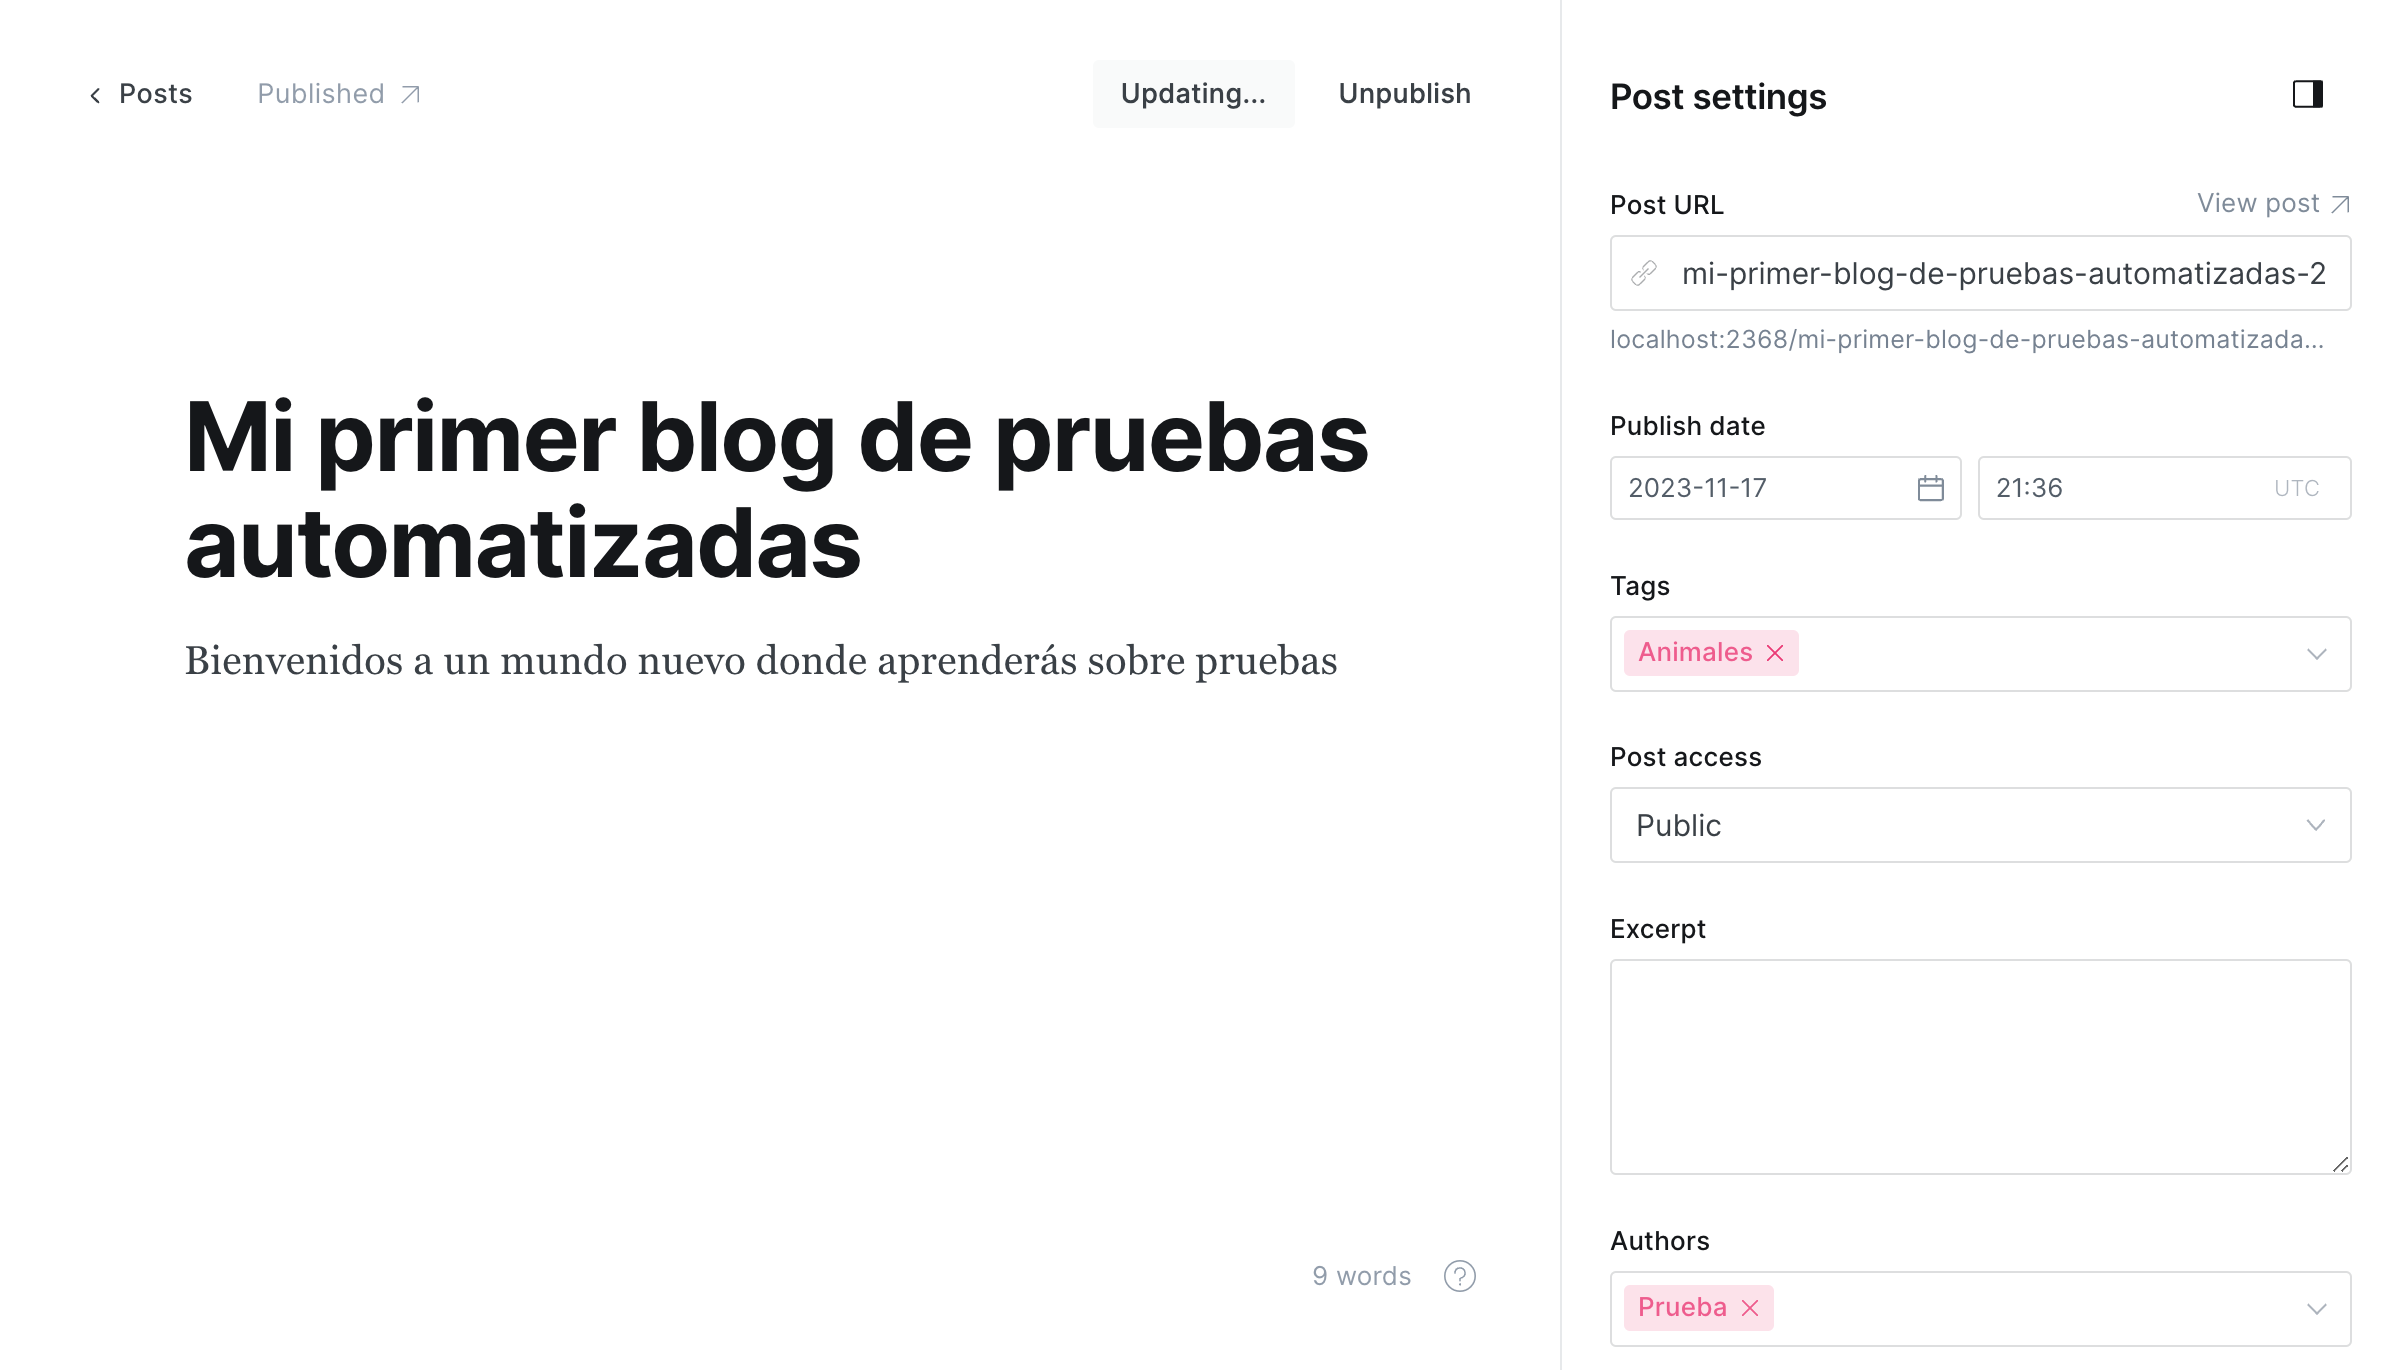 Posts
Published
Updating...
Unpublish
Mi primer blog de pruebas
automatizadas
Bienvenidos a un mundo nuevo donde aprenderás sobre pruebas
9 words
?
Post settings
Post URL
View post
mi-primer-blog-de-pruebas-automatizadas-2
localhost:2368/mi-primer-blog-de-pruebas-automatizada...
Publish date
2023-11-17
21:36 UTC
Tags
Animales
Post access
Public
Excerpt
Authors
Prueba